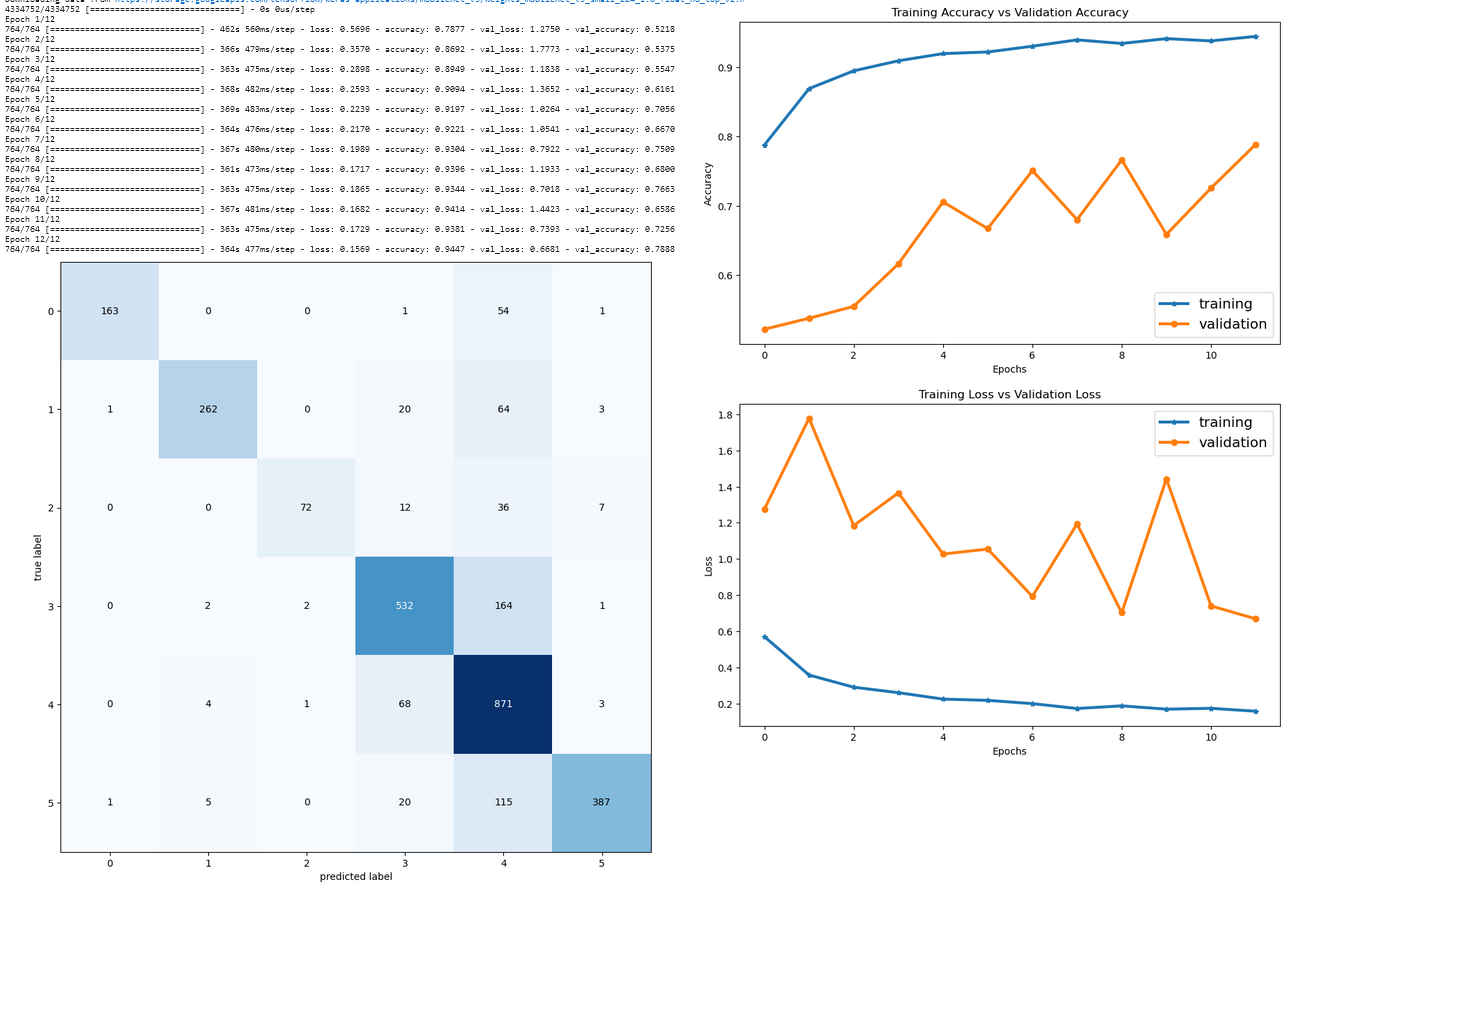 4334752/4334752 [==============================] - 0s 0us/step
Epoch 1/12
764/764 [==============================] - 462s 560ms/step - loss: 0.5696 - accuracy: 0.7877 - val_loss: 1.2750 - val_accuracy: 0.5218
Epoch 2/12
764/764 [==============================] - 366s 479ms/step - loss: 0.3570 - accuracy: 0.8692 - val_loss: 1.7773 - val_accuracy: 0.5375
Epoch 3/12
764/764 [==============================] - 363s 475ms/step - loss: 0.2898 - accuracy: 0.8949 - val_loss: 1.1838 - val_accuracy: 0.5547
Epoch 4/12
764/764 [==============================] - 368s 482ms/step - loss: 0.2593 - accuracy: 0.9094 - val_loss: 1.3652 - val_accuracy: 0.6161
Epoch 5/12
764/764 [==============================] - 369s 483ms/step - loss: 0.2239 - accuracy: 0.9197 - val_loss: 1.0264 - val_accuracy: 0.7056
Epoch 6/12
764/764 [==============================] - 364s 476ms/step - loss: 0.2170 - accuracy: 0.9221 - val_loss: 1.0541 - val_accuracy: 0.6670
Epoch 7/12
764/764 [==============================] - 367s 480ms/step - loss: 0.1989 - accuracy: 0.9304 - val_loss: 0.7922 - val_accuracy: 0.7509
Epoch 8/12
764/764 [==============================] - 361s 473ms/step - loss: 0.1717 - accuracy: 0.9396 - val_loss: 1.1933 - val_accuracy: 0.6800
Epoch 9/12
764/764 [==============================] - 363s 475ms/step - loss: 0.1865 - accuracy: 0.9344 - val_loss: 0.7018 - val_accuracy: 0.7663
Epoch 10/12
764/764 [==============================] - 367s 481ms/step - loss: 0.1682 - accuracy: 0.9414 - val_loss: 1.4423 - val_accuracy: 0.6586
Epoch 11/12
764/764 [==============================] - 363s 475ms/step - loss: 0.1729 - accuracy: 0.9381 - val_loss: 0.7393 - val_accuracy: 0.7256
Epoch 12/12
764/764 [==============================] - 364s 477ms/step - loss: 0.1569 - accuracy: 0.9447 - val_loss: 0.6681 - val_accuracy: 0.7888
true label
0 163 0 0 1 54 1
1 1 262 0 20 64 3
2 0 0 72 12 36 7
3 0 2 2 532 164 1
4 0 4 1 68 871 3
5 1 5 0 20 115 387
0 1 2 3 4 5
predicted label
Training Accuracy vs Validation Accuracy
Accuracy
0.9
0.8
0.7
0.6
training
validation
0 2 4 6 8 10
Epochs
Training Loss vs Validation Loss
Loss
1.8
1.6
1.4
1.2
1.0
0.8
0.6
0.4
0.2
training
validation
0 2 4 6 8 10
Epochs